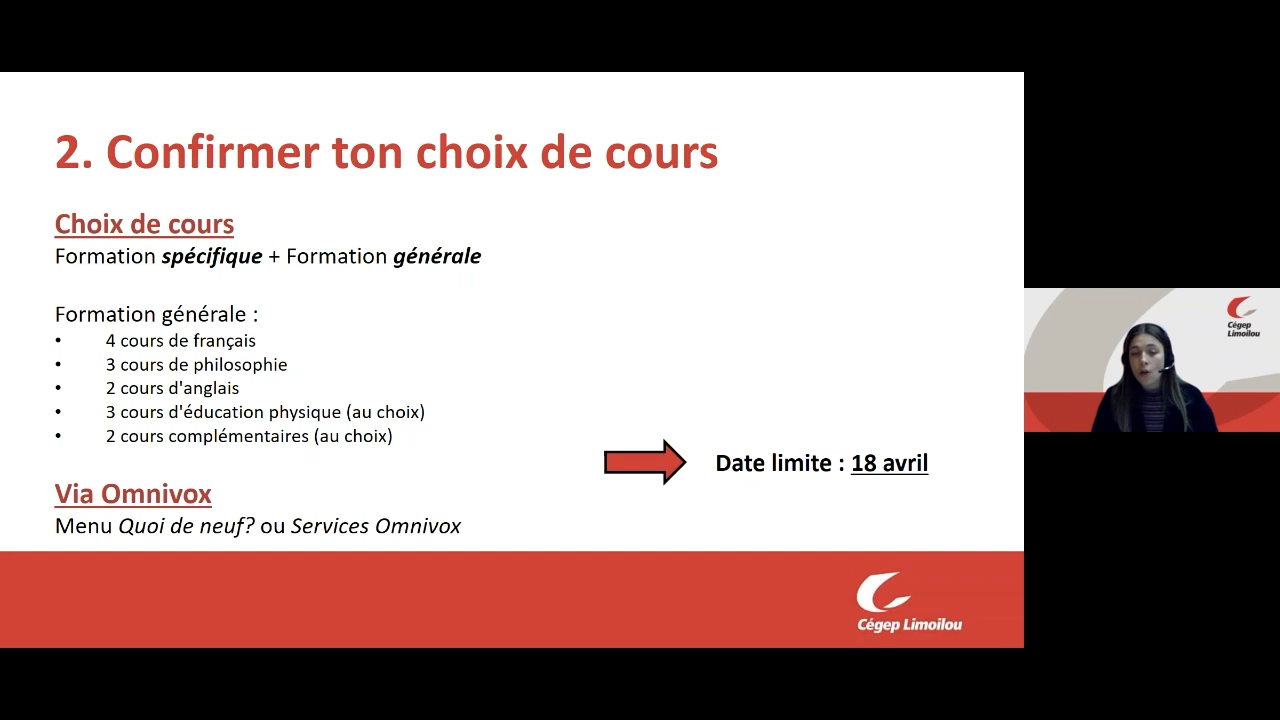 2. Confirmer ton choix de cours
Choix de cours
Formation spécifique + Formation générale
Formation générale :
• 4 cours de français
• 3 cours de philosophie
• 2 cours d'anglais
• 3 cours d'éducation physique (au choix)
• 2 cours complémentaires (au choix)
Date limite : 18 avril
Via Omnivox
Menu Quoi de neuf? ou Services Omnivox
Cégep Limoilou
Cégep
Limoilou